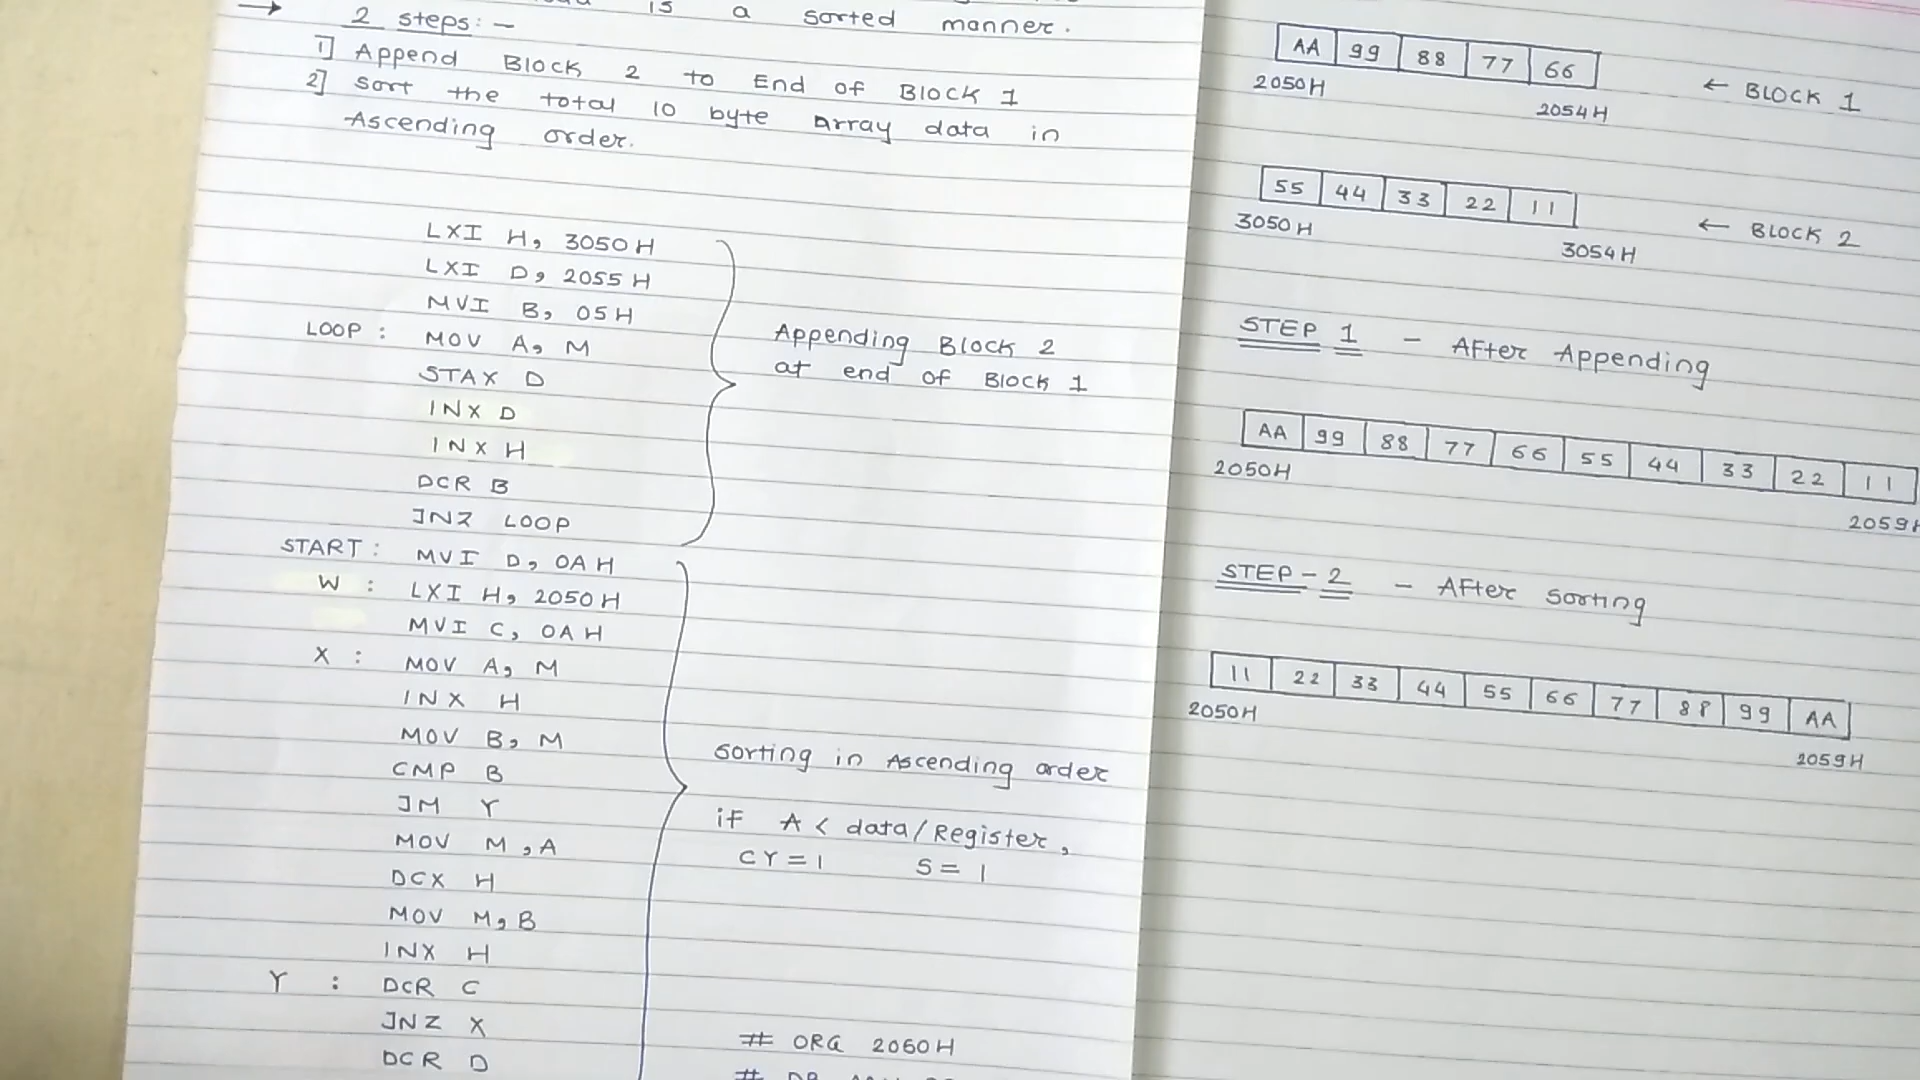 is a sorted manner.
→ 2 steps: -
1] Append Block 2 to End of Block 1
2] Sort the total 10 byte array data in
Ascending order.
LXI H, 3050H
LXI D, 2055H
MVI B, 05H
LOOP : MOV A, M
STAX D
INX D
INX H
DCR B
JNZ LOOP
Appending Block 2
at end of Block 1
START : MVI D, 0AH
W : LXI H, 2050H
MVI C, 0AH
X : MOV A, M
INX H
MOV B, M
CMP B
JM Y
MOV M, A
DCX H
MOV M, B
INX H
Y : DCR C
JNZ X
DCR D
Sorting in Ascending order
if A < data/Register,
CY = 1 S = 1
# ORG 2050H
# DB
AA 99 88 77 66
2050H 2054H
← BLOCK 1
55 44 33 22 11
3050H 3054H
← BLOCK 2
STEP 1 - After Appending
AA 99 88 77 66 55 44 33 22 11
2050H 2059H
STEP-2 - After sorting
11 22 33 44 55 66 77 88 99 AA
2050H 2059H